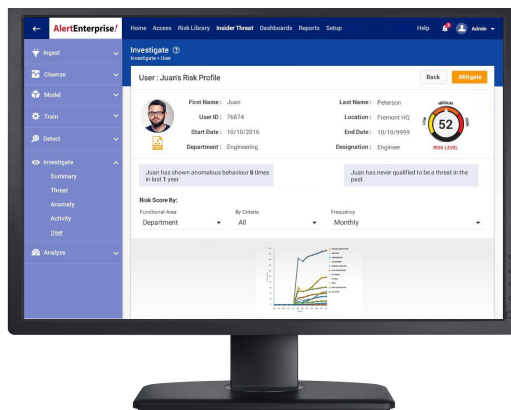 ← AlertEnterprise!
Home Access Risk Library Insider Threat Dashboards Reports Setup
Help Admin
Ingest
Cleanse
Model
Train
Detect
Investigate
Summary
Threat
Anomaly
Activity
User
Analyze
Investigate ?
Investigate > User
User : Juan's Risk Profile
Back Mitigate
First Name : Juan
User ID : 76874
Start Date : 10/10/2016
Department : Engineering
Last Name : Peterson
Location : Fremont HQ
End Date : 10/10/9999
Designation : Engineer
LOW MEDIUM HIGH
52
RISK LEVEL
Juan has shown anomalous behaviour 6 times
in last 1 year
Juan has never qualified to be a threat in the
past
Risk Score By:
Functional Area By Criteria Frequency
Department All Monthly